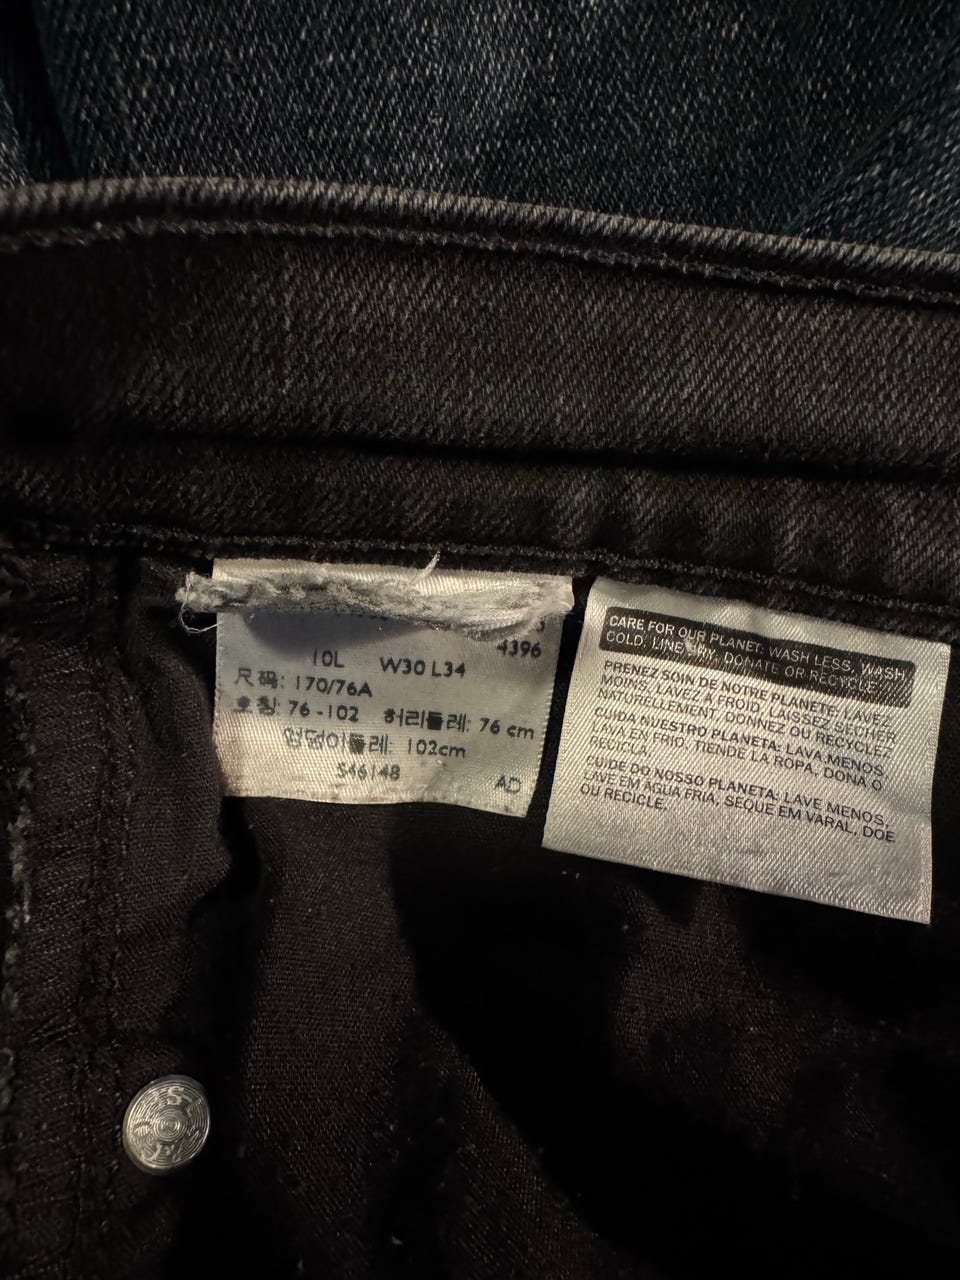 4396
10L W30 L34
尺码: 170/76A
호칭: 76-102 허리둘레: 76 cm
엉덩이둘레: 102cm
S46148 AD
CARE FOR OUR PLANET: WASH LESS, WASH
COLD, LINE DRY, DONATE OR RECYCLE.
PRENEZ SOIN DE NOTRE PLANÈTE: LAVEZ
MOINS, LAVEZ À FROID, LAISSEZ SÉCHER
NATURELLEMENT, DONNEZ OU RECYCLEZ
CUIDA NUESTRO PLANETA: LAVA MENOS,
LAVA EN FRIO, TIENDE LA ROPA, DONA O
RECICLA.
CUIDE DO NOSSO PLANETA: LAVE MENOS,
LAVE EM ÁGUA FRIA, SEQUE EM VARAL, DOE
OU RECICLE.